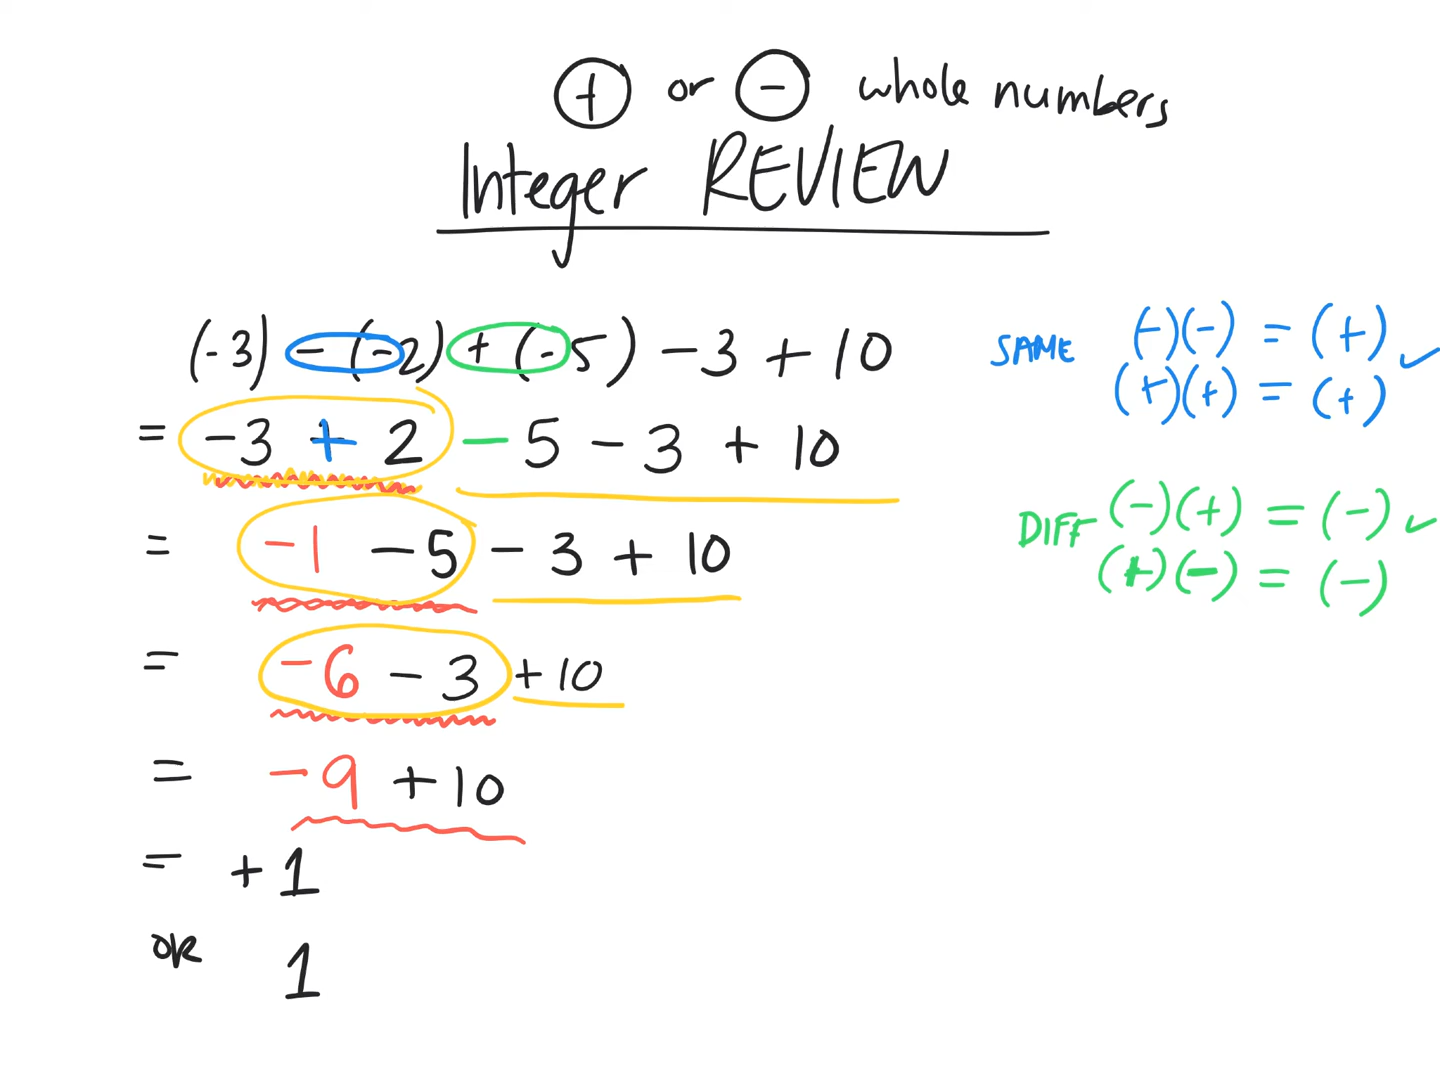 + or - whole numbers
Integer REVIEW
(-3) - (-2) + (-5) - 3 + 10
= -3 + 2 - 5 - 3 + 10
= -1 - 5 - 3 + 10
= -6 - 3 + 10
= -9 + 10
= +1
OR 1
SAME (-)(-) = (+) ✓
(+)(+) = (+)
DIFF (-)(+) = (-) ✓
(+)(-) = (-)